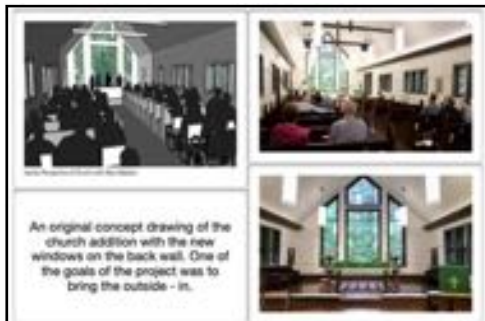 An original concept drawing of the
church addition with the new
windows on the back wall. One of
the goals of the project was to
bring the outside - in.